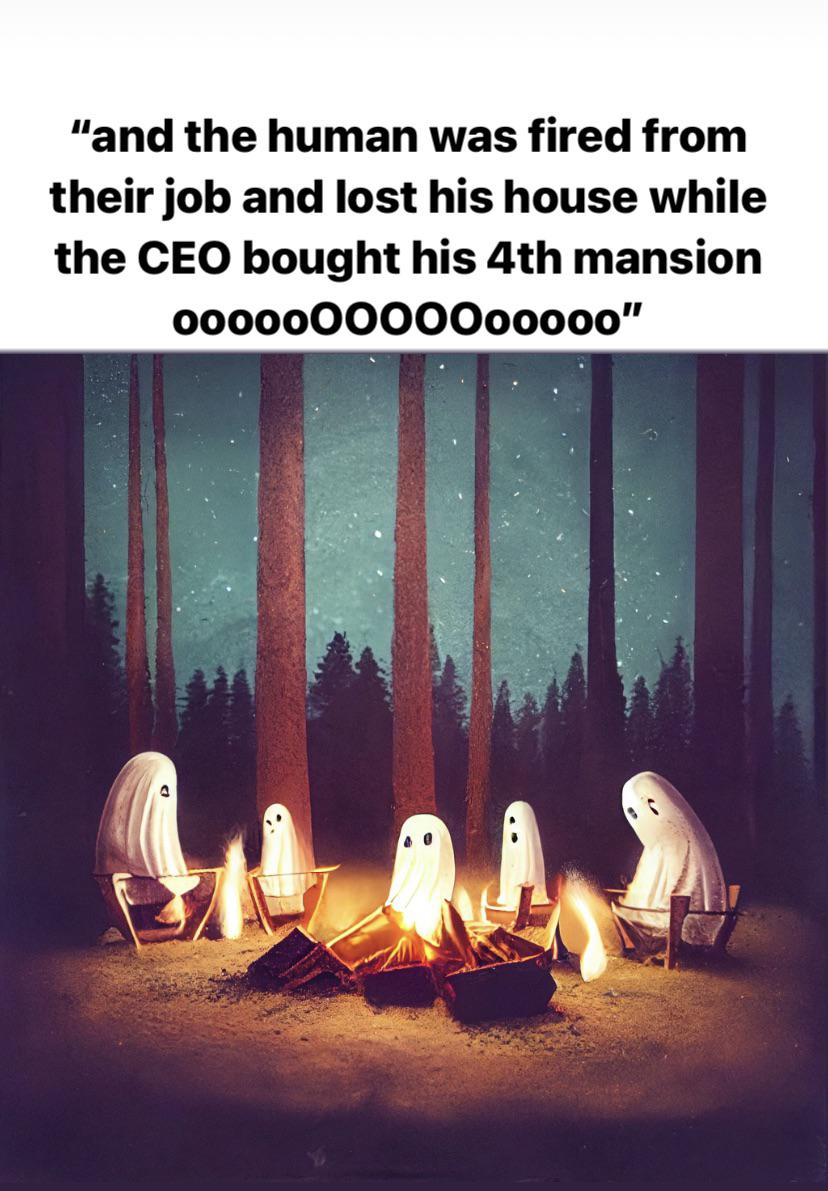 “and the human was fired from
their job and lost his house while
the CEO bought his 4th mansion
oooooOOOOOooooo”